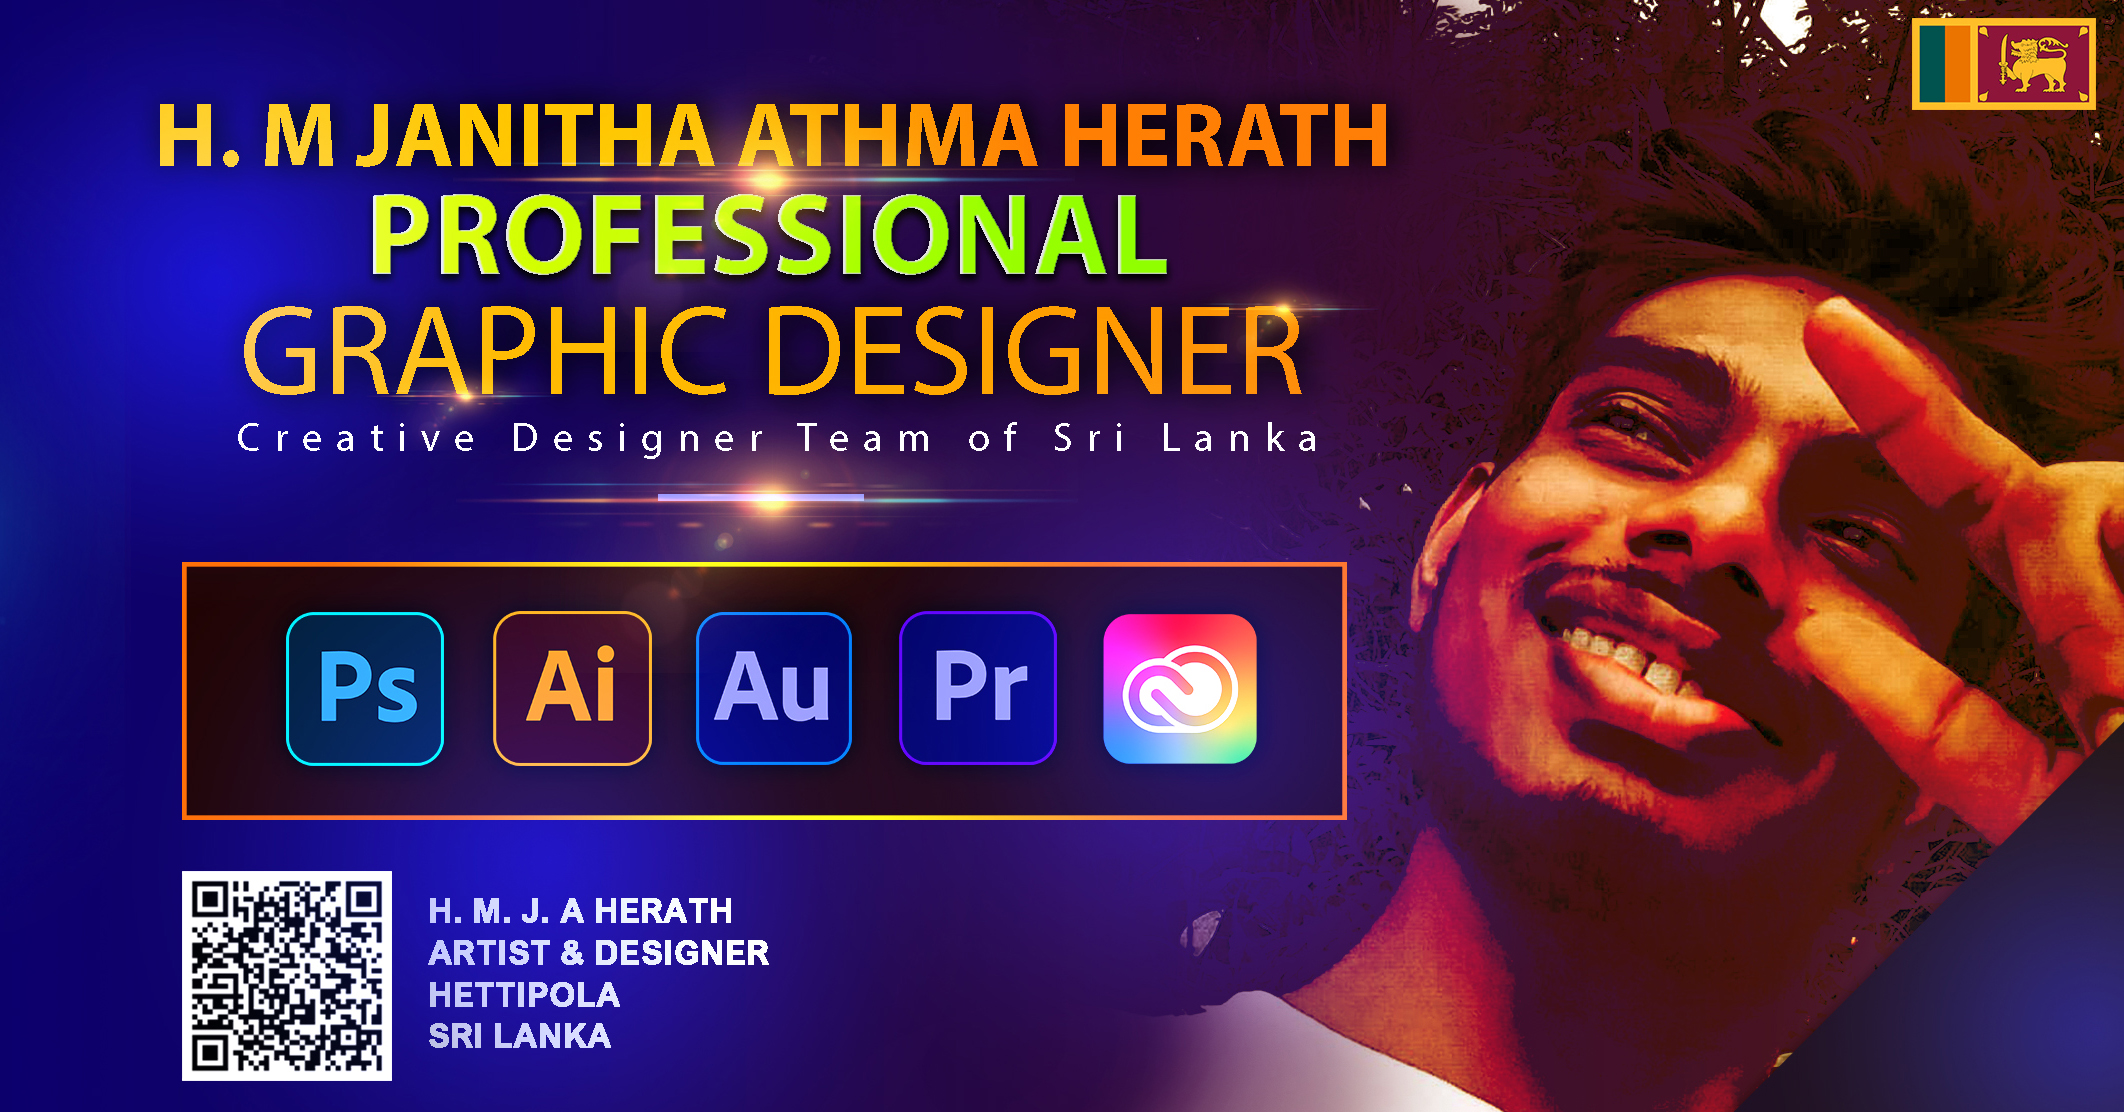 H. M JANITHA ATHMA HERATH
PROFESSIONAL
GRAPHIC DESIGNER
Creative Designer Team of Sri Lanka
Ps Ai Au Pr
H. M. J. A HERATH
ARTIST & DESIGNER
HETTIPOLA
SRI LANKA